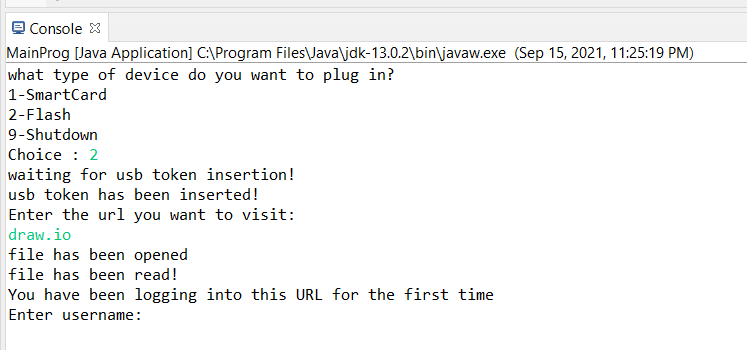 Console
MainProg [Java Application] C:\Program Files\Java\jdk-13.0.2\bin\javaw.exe (Sep 15, 2021, 11:25:19 PM)
what type of device do you want to plug in?
1-SmartCard
2-Flash
9-Shutdown
Choice : 2
waiting for usb token insertion!
usb token has been inserted!
Enter the url you want to visit:
draw.io
file has been opened
file has been read!
You have been logging into this URL for the first time
Enter username: